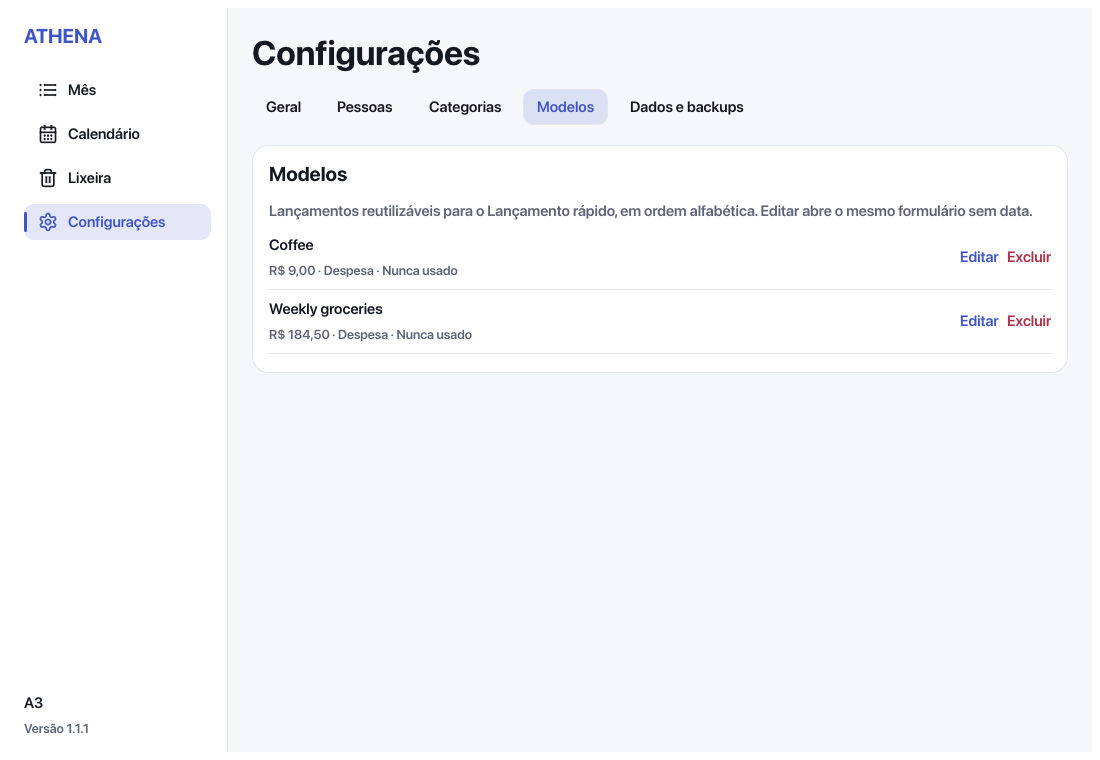 ATHENA
Mês
Calendário
Lixeira
Configurações
A3
Versão 1.1.1
Configurações
Geral Pessoas Categorias Modelos Dados e backups
Modelos
Lançamentos reutilizáveis para o Lançamento rápido, em ordem alfabética. Editar abre o mesmo formulário sem data.
Coffee
R$ 9,00 · Despesa · Nunca usado
Editar Excluir
Weekly groceries
R$ 184,50 · Despesa · Nunca usado
Editar Excluir